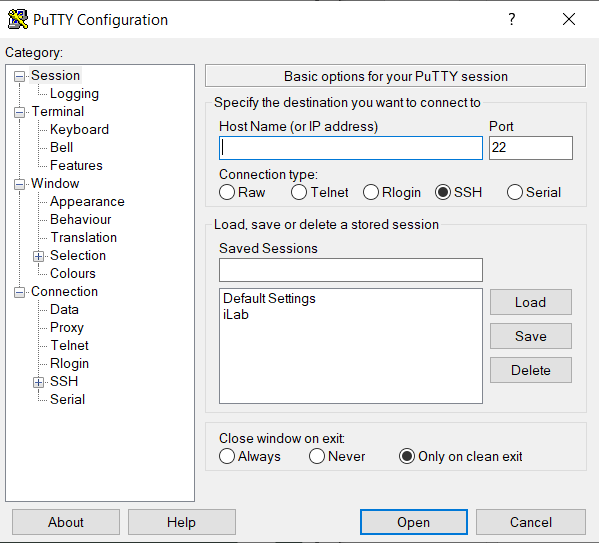 PuTTY Configuration
?
Category:
Session
Logging
Terminal
Keyboard
Bell
Features
Window
Appearance
Behaviour
Translation
Selection
Colours
Connection
Data
Proxy
Telnet
Rlogin
SSH
Serial
Basic options for your PuTTY session
Specify the destination you want to connect to
Host Name (or IP address) Port
22
Connection type:
Raw Telnet Rlogin SSH Serial
Load, save or delete a stored session
Saved Sessions
Default Settings
iLab
Load
Save
Delete
Close window on exit:
Always Never Only on clean exit
About Help Open Cancel